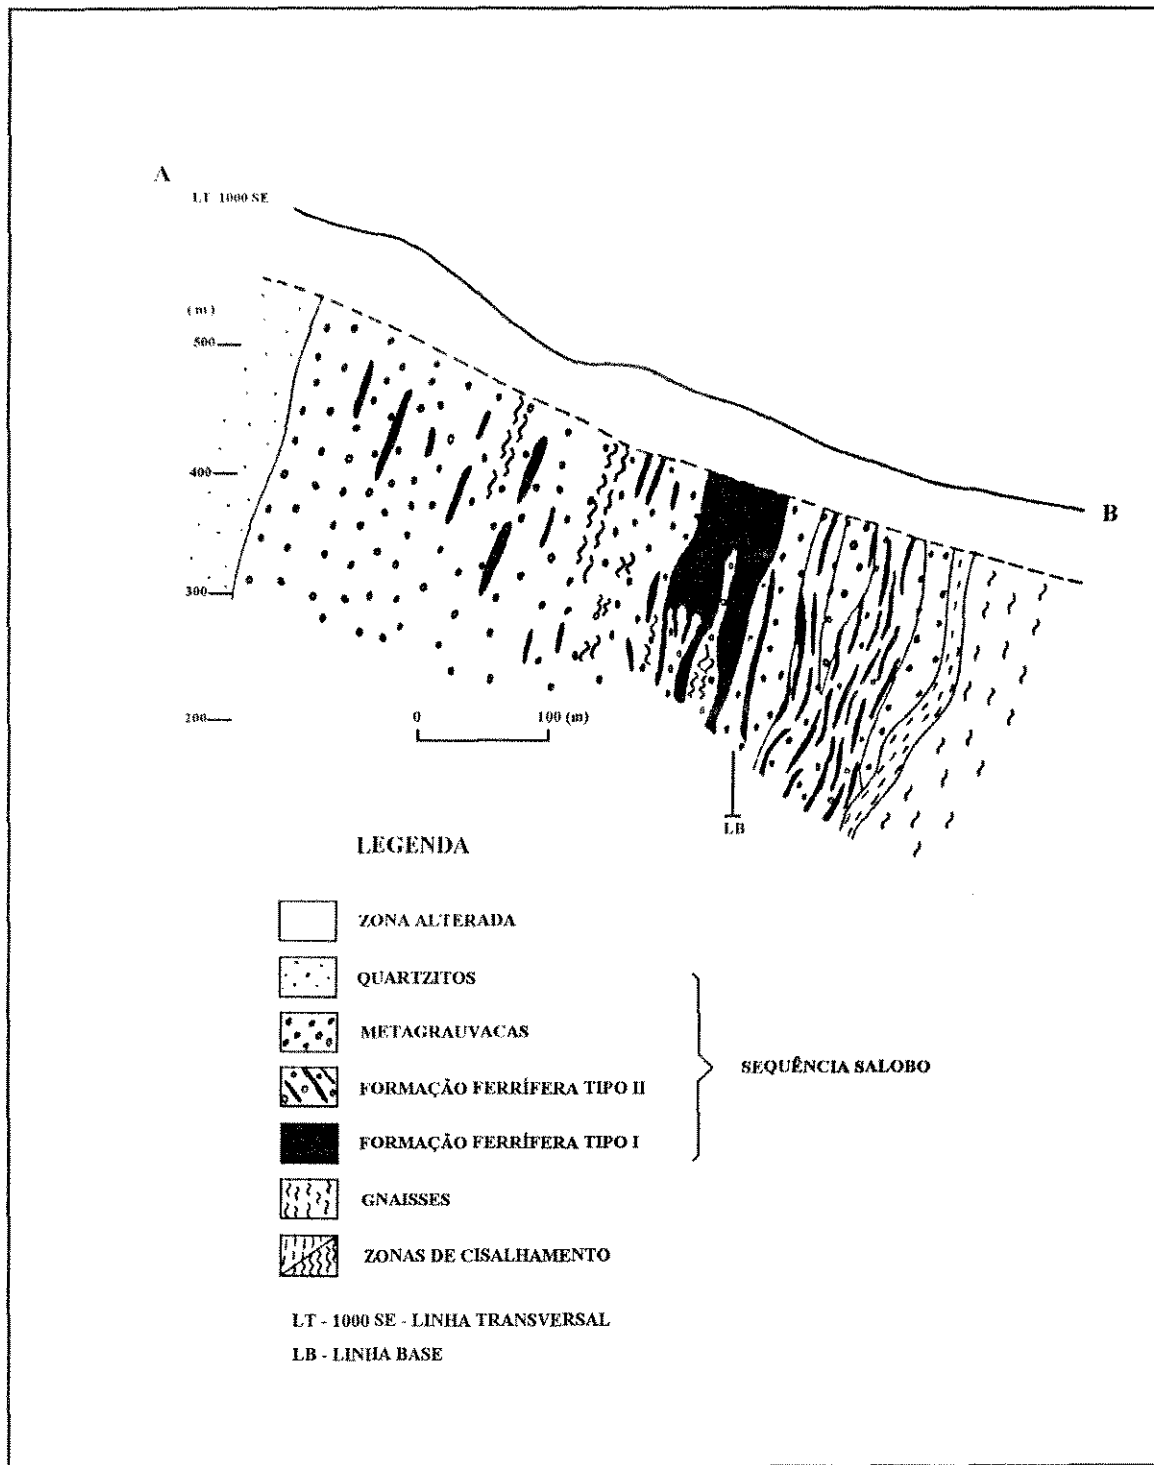 A
LT 1000 SE
(m)
500
400
B
300
200
0 100 (m)
LB
LEGENDA
ZONA ALTERADA
QUARTZITOS
METAGRAUVACAS
SEQUÊNCIA SALOBO
FORMAÇÃO FERRÍFERA TIPO II
FORMAÇÃO FERRÍFERA TIPO I
GNAISSES
ZONAS DE CISALHAMENTO
LT - 1000 SE - LINHA TRANSVERSAL
LB - LINHA BASE